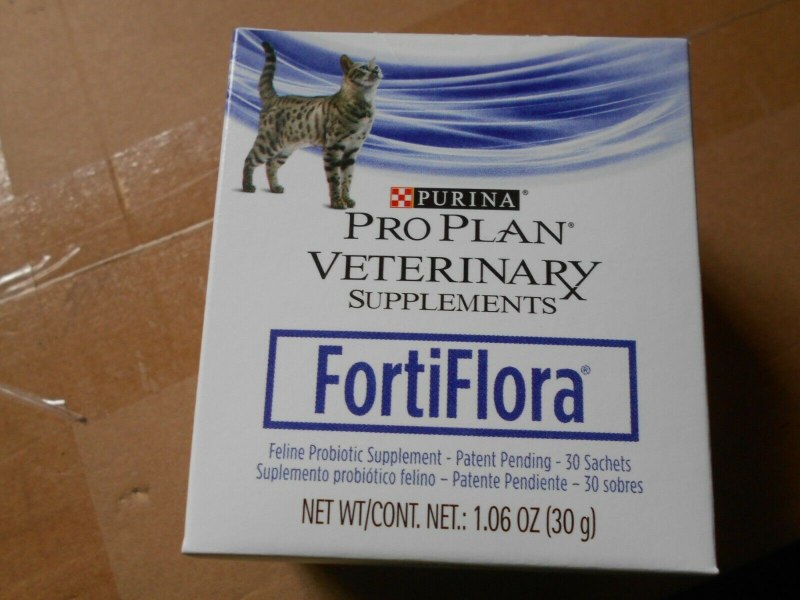 PURINA®
PRO PLAN®
VETERINARY
SUPPLEMENTS
FortiFlora®
Feline Probiotic Supplement - Patent Pending - 30 Sachets
Suplemento probiótico felino – Patente Pendiente – 30 sobres
NET WT/CONT. NET.: 1.06 OZ (30 g)